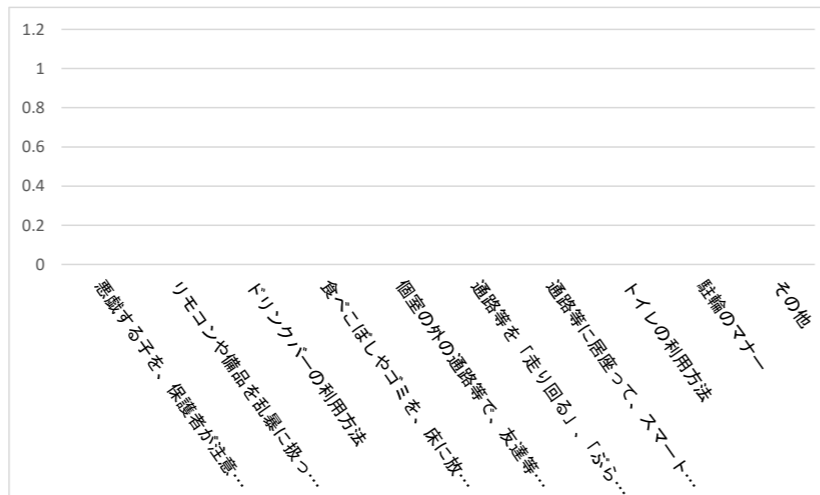 1.2
1
0.8
0.6
0.4
0.2
0
悪戯する子を、保護者が注意…
リモコンや備品を乱暴に扱っ…
ドリンクバーの利用方法
食べこぼしやゴミを、床に放…
個室の外の通路等で、友達等…
通路等を「走り回る」、「ぶら…
通路等に居座って、スマート…
トイレの利用方法
駐輪のマナー
その他